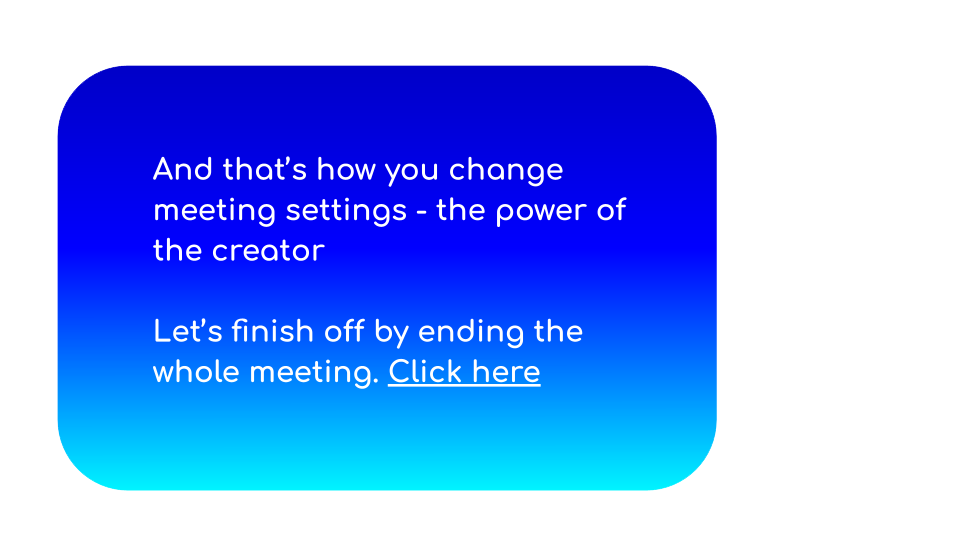 And that’s how you change
meeting settings - the power of
the creator
Let’s finish off by ending the
whole meeting. Click here